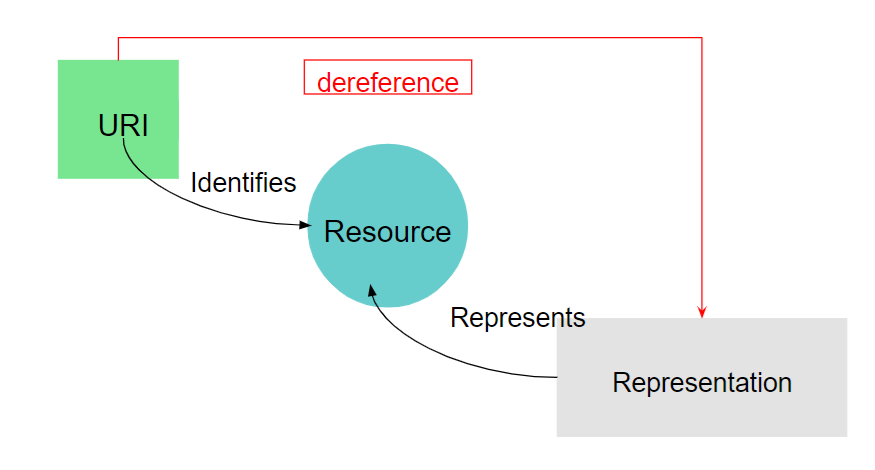 dereference
URI
Identifies
Resource
Represents
Representation